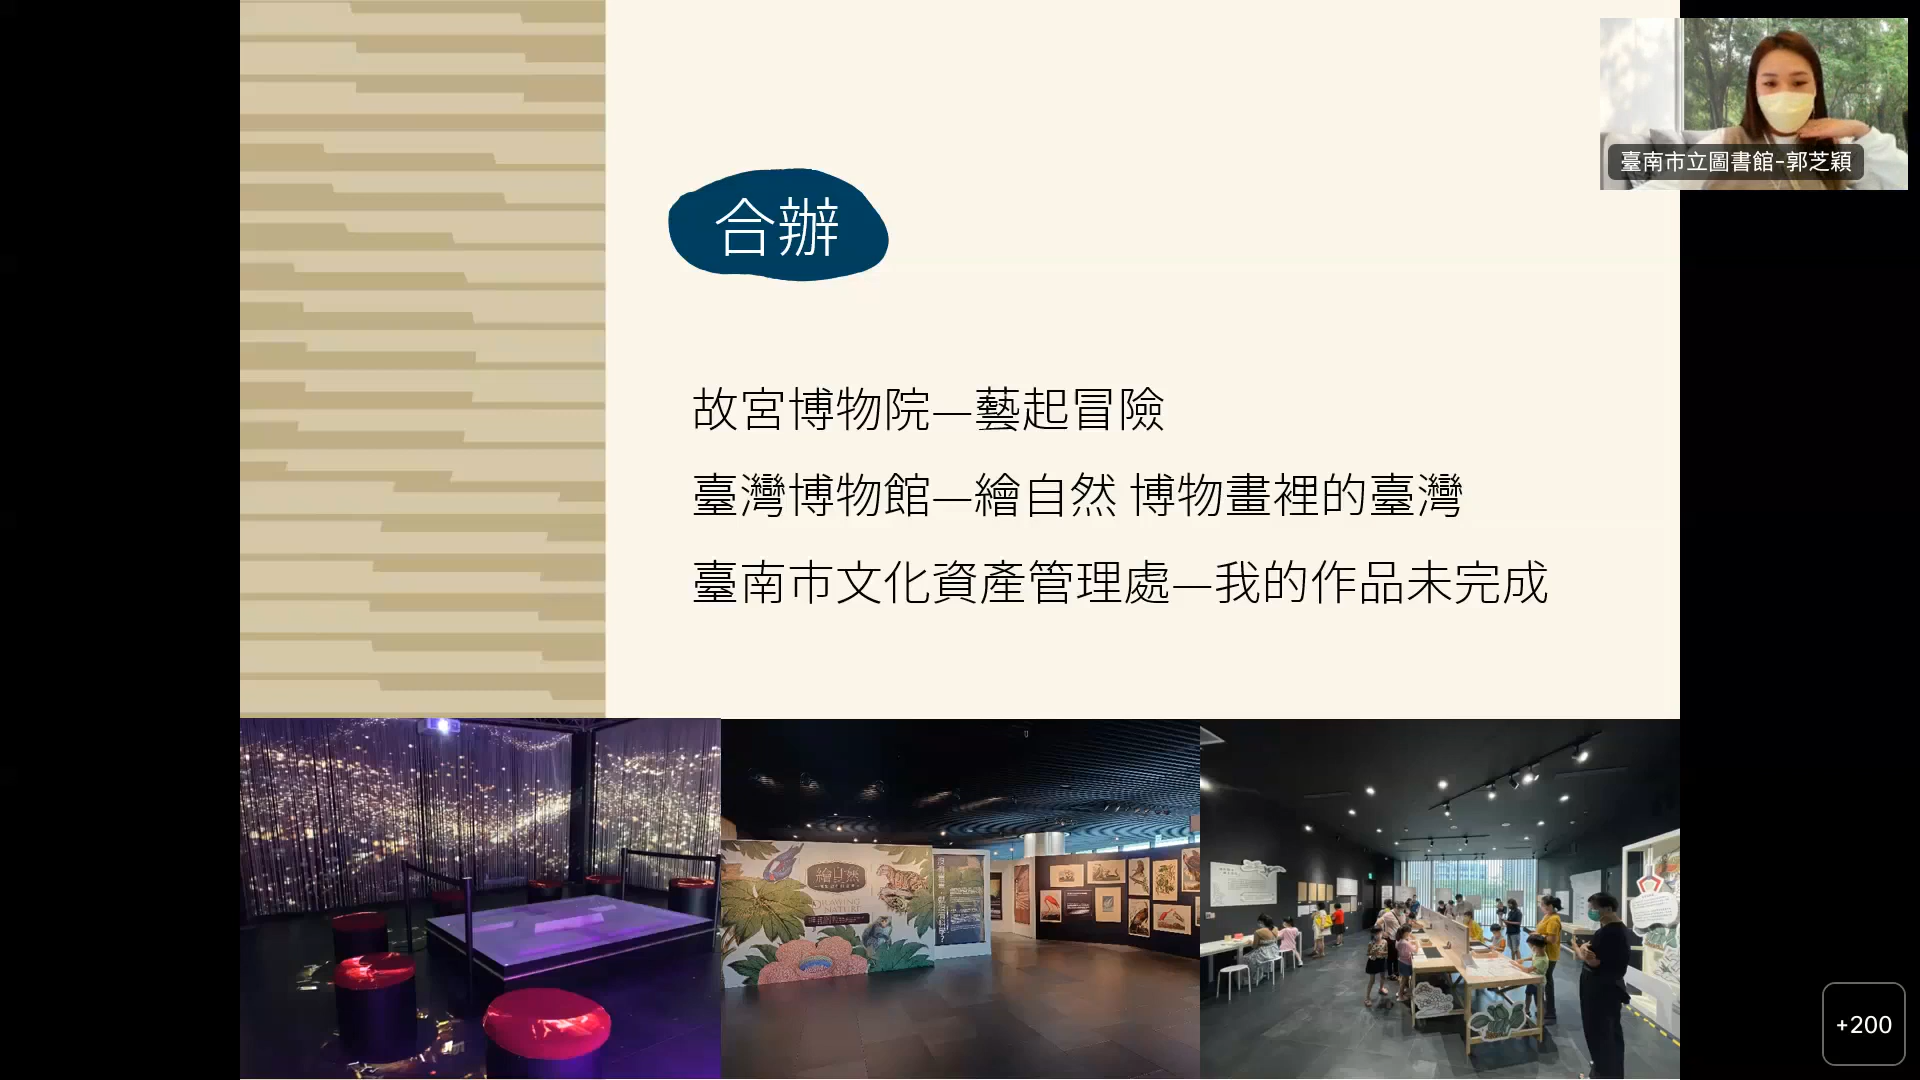 合辦
臺南市立圖書館-郭芝穎
故宮博物院—藝起冒險
臺灣博物館—繪自然 博物畫裡的臺灣
臺南市文化資產管理處—我的作品未完成
繪自然
DRAWING
NATURE
+200